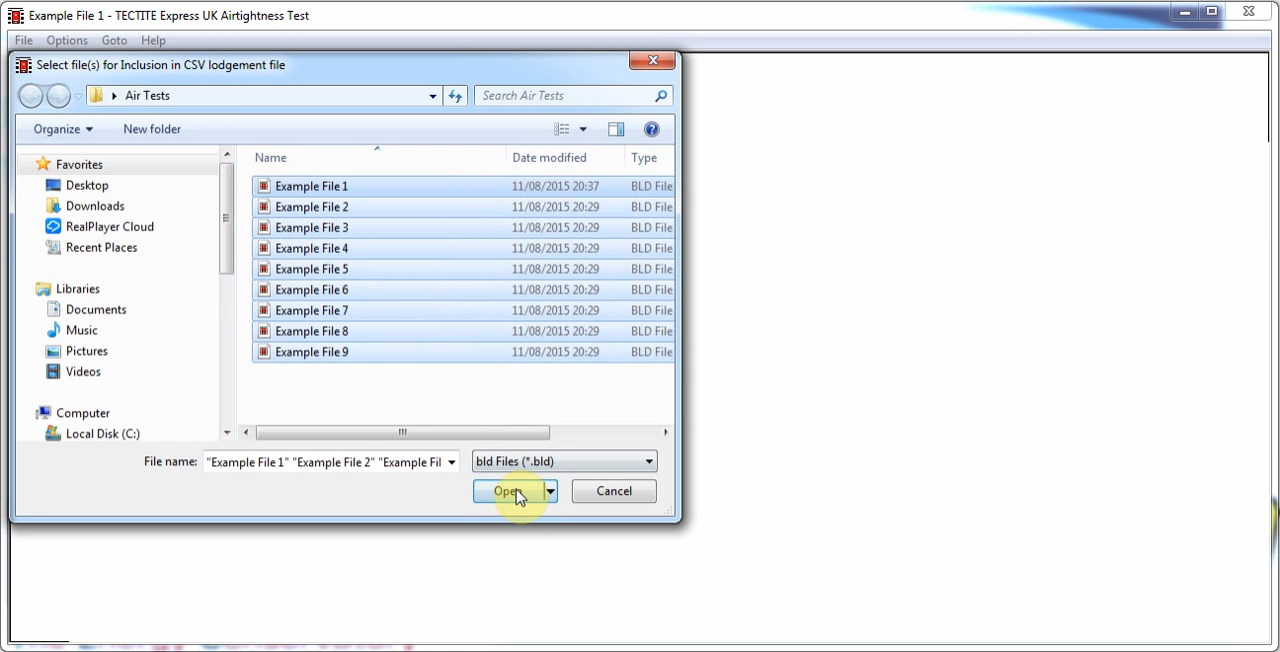 Example File 1 - TECTITE Express UK Airtightness Test
File Options Goto Help
Select file(s) for Inclusion in CSV lodgement file
Air Tests Search Air Tests
Organize New folder
Favorites
Desktop
Downloads
RealPlayer Cloud
Recent Places
Libraries
Documents
Music
Pictures
Videos
Computer
Local Disk (C:)
Name Date modified Type
Example File 1 11/08/2015 20:37 BLD File
Example File 2 11/08/2015 20:29 BLD File
Example File 3 11/08/2015 20:29 BLD File
Example File 4 11/08/2015 20:29 BLD File
Example File 5 11/08/2015 20:29 BLD File
Example File 6 11/08/2015 20:29 BLD File
Example File 7 11/08/2015 20:29 BLD File
Example File 8 11/08/2015 20:29 BLD File
Example File 9 11/08/2015 20:29 BLD File
File name: "Example File 1" "Example File 2" "Example Fil bld Files (*.bld)
Open Cancel